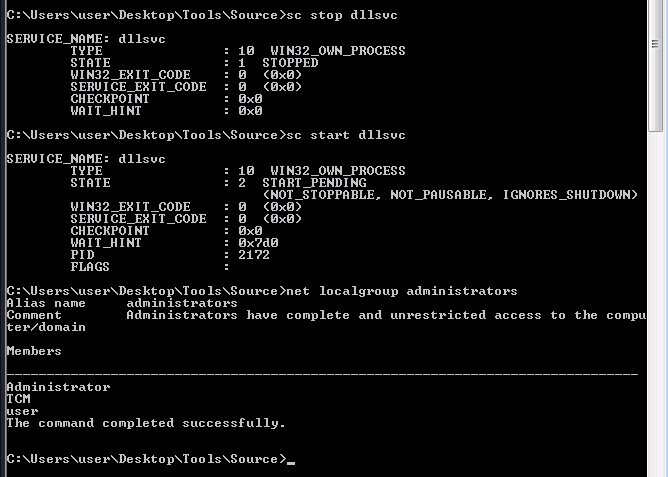 C:\Users\user\Desktop\Tools\Source>sc stop dllsvc
SERVICE_NAME: dllsvc
TYPE : 10 WIN32_OWN_PROCESS
STATE : 1 STOPPED
WIN32_EXIT_CODE : 0 (0x0)
SERVICE_EXIT_CODE : 0 (0x0)
CHECKPOINT : 0x0
WAIT_HINT : 0x0
C:\Users\user\Desktop\Tools\Source>sc start dllsvc
SERVICE_NAME: dllsvc
TYPE : 10 WIN32_OWN_PROCESS
STATE : 2 START_PENDING
(NOT_STOPPABLE, NOT_PAUSABLE, IGNORES_SHUTDOWN)
WIN32_EXIT_CODE : 0 (0x0)
SERVICE_EXIT_CODE : 0 (0x0)
CHECKPOINT : 0x0
WAIT_HINT : 0x7d0
PID : 2172
FLAGS :
C:\Users\user\Desktop\Tools\Source>net localgroup administrators
Alias name administrators
Comment Administrators have complete and unrestricted access to the compu
ter/domain
Members
-------------------------------------------------------------------------------
Administrator
TCM
user
The command completed successfully.
C:\Users\user\Desktop\Tools\Source>_